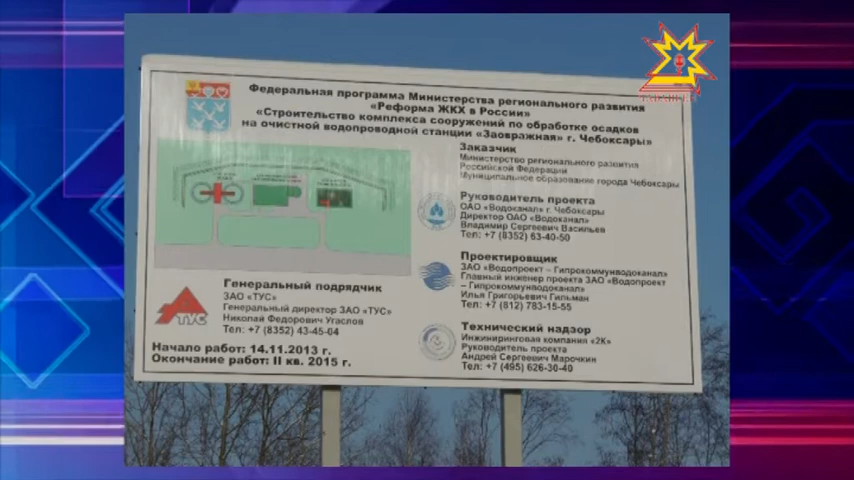 Федеральная программа Министерства регионального развития
«Реформа ЖКХ в России»
«Строительство комплекса сооружений по обработке осадков
на очистной водопроводной станции «Заовражная» г. Чебоксары»
Заказчик
Министерство регионального развития
Российской Федерации
Муниципальное образование города Чебоксары
Руководитель проекта
ОАО «Водоканал» г. Чебоксары
Директор ОАО «Водоканал»
Владимир Сергеевич Васильев
Тел: +7 (8352) 63-40-50
Проектировщик
ЗАО «Водопроект – Гипрокоммунводоканал»
Главный инженер проекта ЗАО «Водопроект
– Гипрокоммунводоканал»
Илья Григорьевич Гильман
Тел: +7 (812) 783-15-55
Технический надзор
Инжиниринговая компания «2К»
Руководитель проекта
Андрей Сергеевич Марочкин
Тел: +7 (495) 626-30-40
Генеральный подрядчик
ЗАО «ТУС»
Генеральный директор ЗАО «ТУС»
Николай Федорович Угаслов
Тел: +7 (8352) 43-45-04
ТУС
Начало работ: 14.11.2013 г.
Окончание работ: II кв. 2015 г.